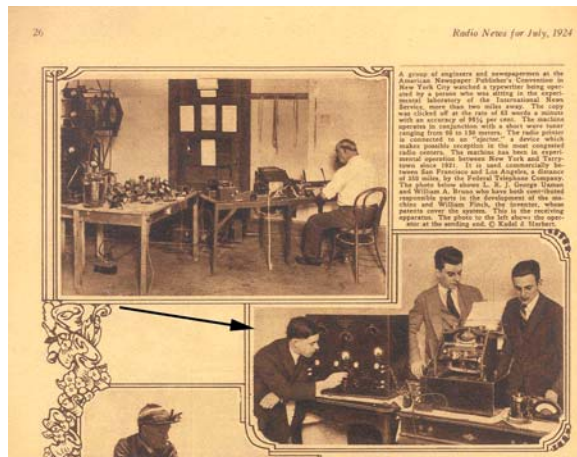 26
Radio News for July, 1924
A group of engineers and newspapermen at the
American Newspaper Publisher's Convention in
New York City watched a typewriter being oper-
ated by a person who was sitting in the experi-
mental laboratory of the International News
Service, more than two miles away. The copy
was clicked off at the rate of 63 words a minute
with an accuracy of per cent. The machine
operates in conjunction with a short wave tuner
ranging from to 150 meters. The radio printer
is connected to an "ejector," a device which
makes possible reception in the most congested
radio centers. The machine has been in experi-
mental operation between New York and Tarry-
town since 1921. It is used commercially be-
tween San Francisco and Los Angeles, a distance
of miles, by the Federal Telephone Company.
The photo below shows L. K. J. George Usman
and William A. Bruno who have both contributed
responsible parts in the development of the ma-
chine and William Finch, the inventor, whose
patents cover the system. This is the receiving
apparatus. The photo to the left shows the oper-
ator at the sending end. © Kadel & Herbert.